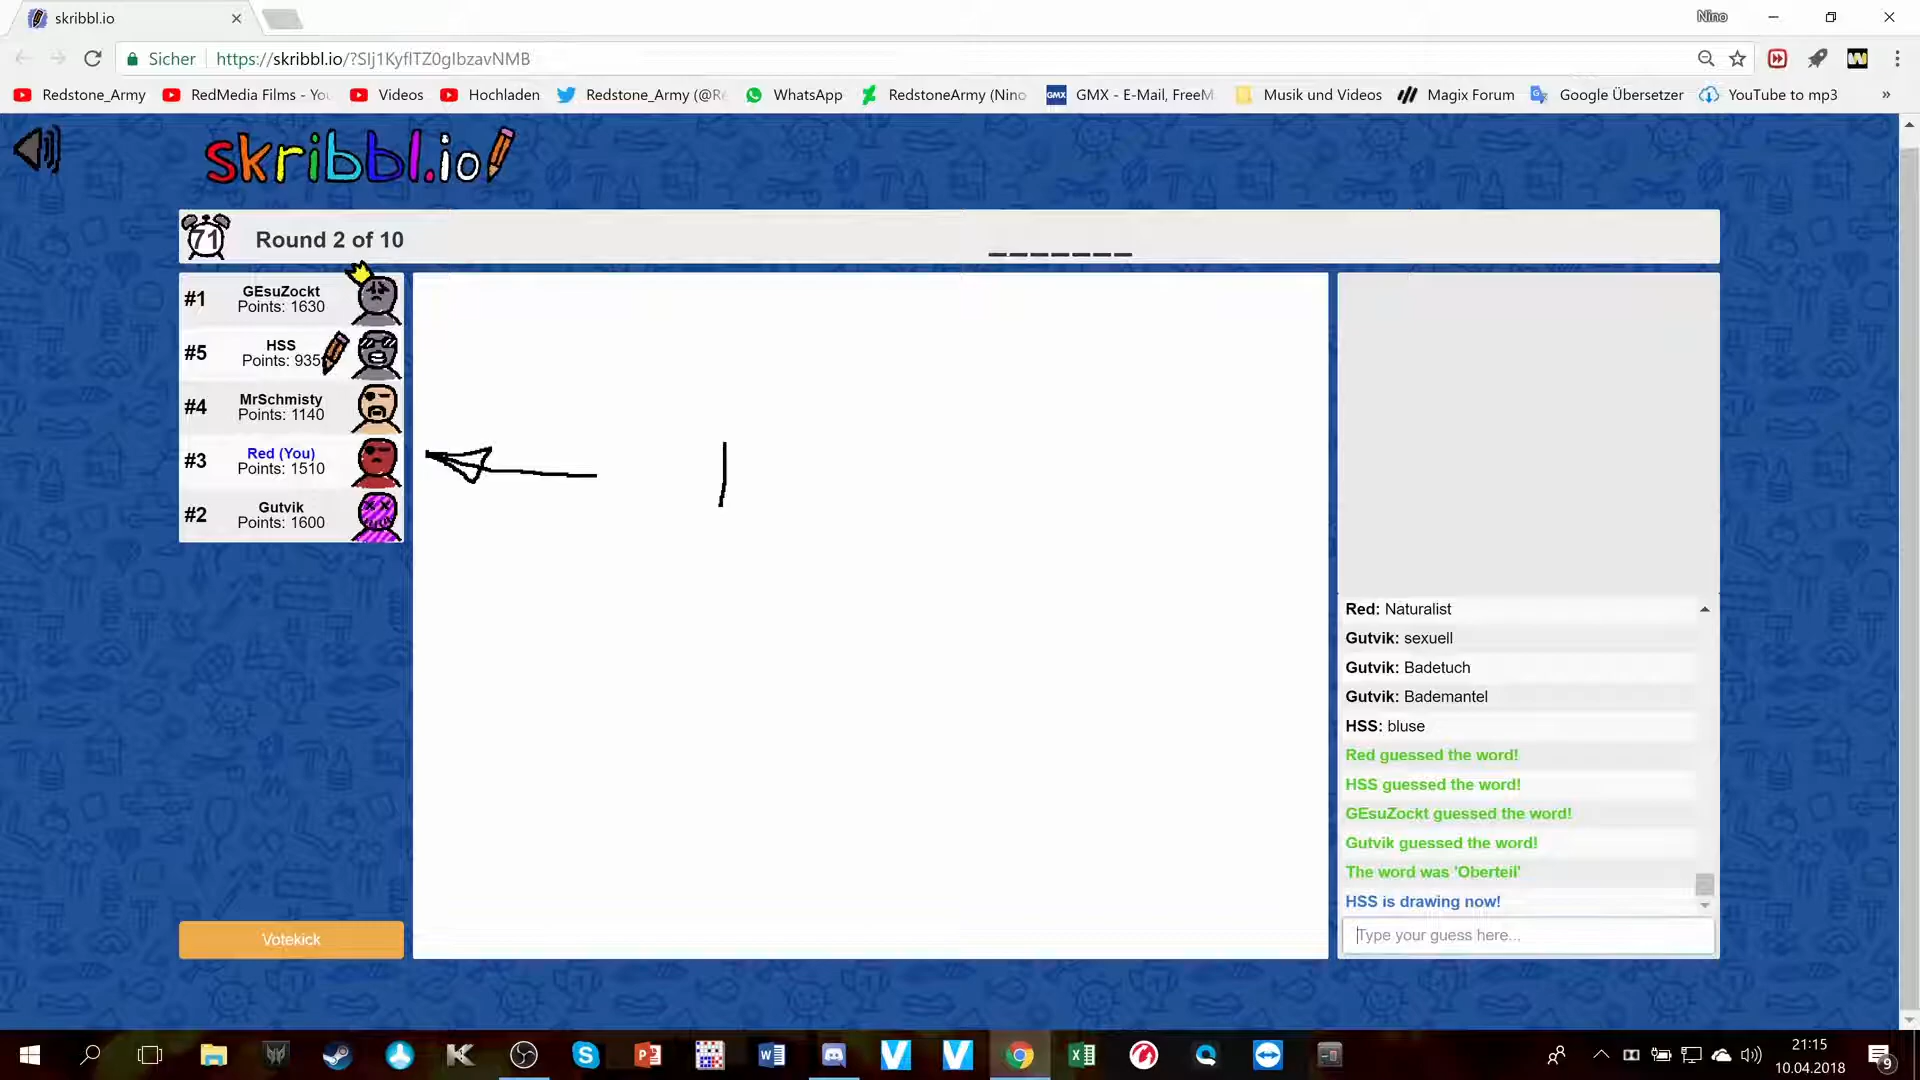 skribbl.io
Nino
Sicher https://skribbl.io/?SIj1KyflTZ0gIbzavNMB
Redstone_Army RedMedia Films - You Videos Hochladen Redstone_Army (@Re WhatsApp RedstoneArmy (Nino GMX - E-Mail, FreeM Musik und Videos Magix Forum Google Übersetzer YouTube to mp3 »
skribbl.io
71 Round 2 of 10 _______
#1 GEsuZockt
Points: 1630
#5 HSS
Points: 935
#4 MrSchmisty
Points: 1140
#3 Red (You)
Points: 1510
#2 Gutvik
Points: 1600
Votekick
Red: Naturalist
Gutvik: sexuell
Gutvik: Badetuch
Gutvik: Bademantel
HSS: bluse
Red guessed the word!
HSS guessed the word!
GEsuZockt guessed the word!
Gutvik guessed the word!
The word was 'Oberteil'
HSS is drawing now!
Type your guess here...
21:15
10.04.2018
9